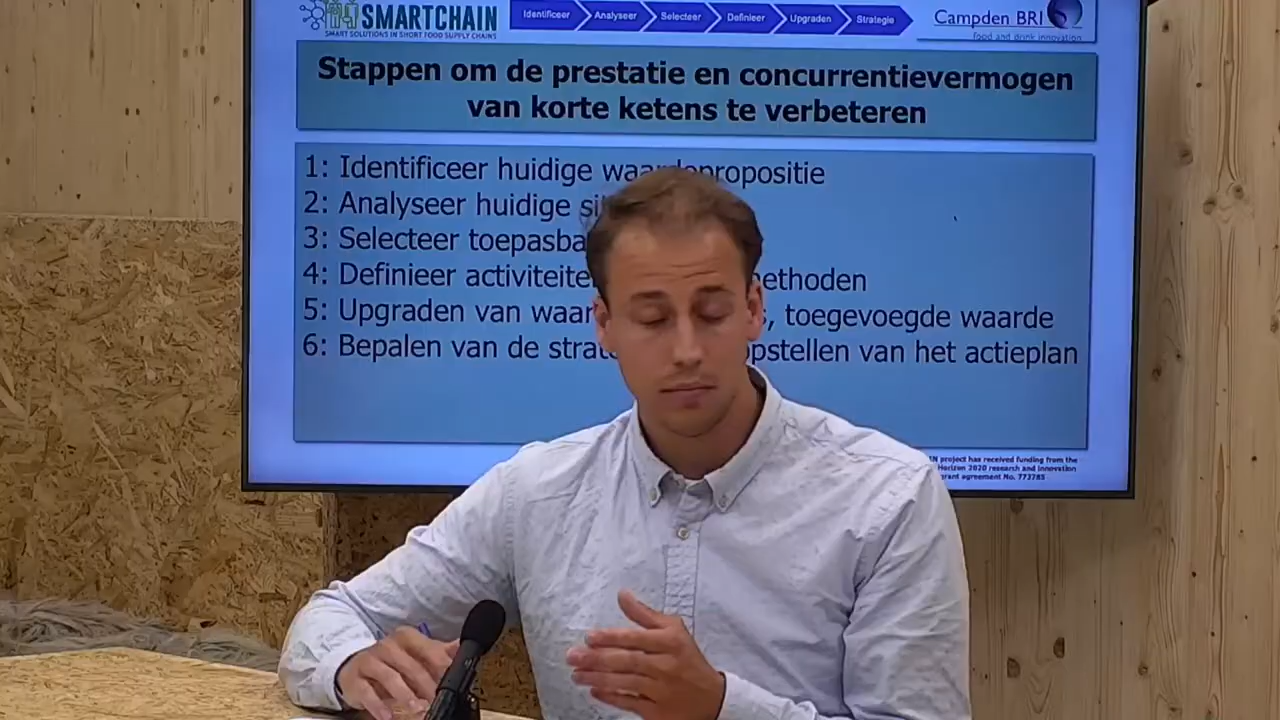 SMARTCHAIN
SMART SOLUTIONS IN SHORT FOOD SUPPLY CHAINS
Identificeer Analyseer Selecteer Definieer Upgraden Strategie
Campden BRI
food and drink innovation
Stappen om de prestatie en concurrentievermogen
van korte ketens te verbeteren
1: Identificeer huidige waardepropositie
2: Analyseer huidige
3: Selecteer
4: Definieer
5: Upgraden van toegevoegde waarde
6: Bepalen van de opstellen van het actieplan
project has received funding from the
Horizon 2020 research and innovation
grant agreement No. 773785